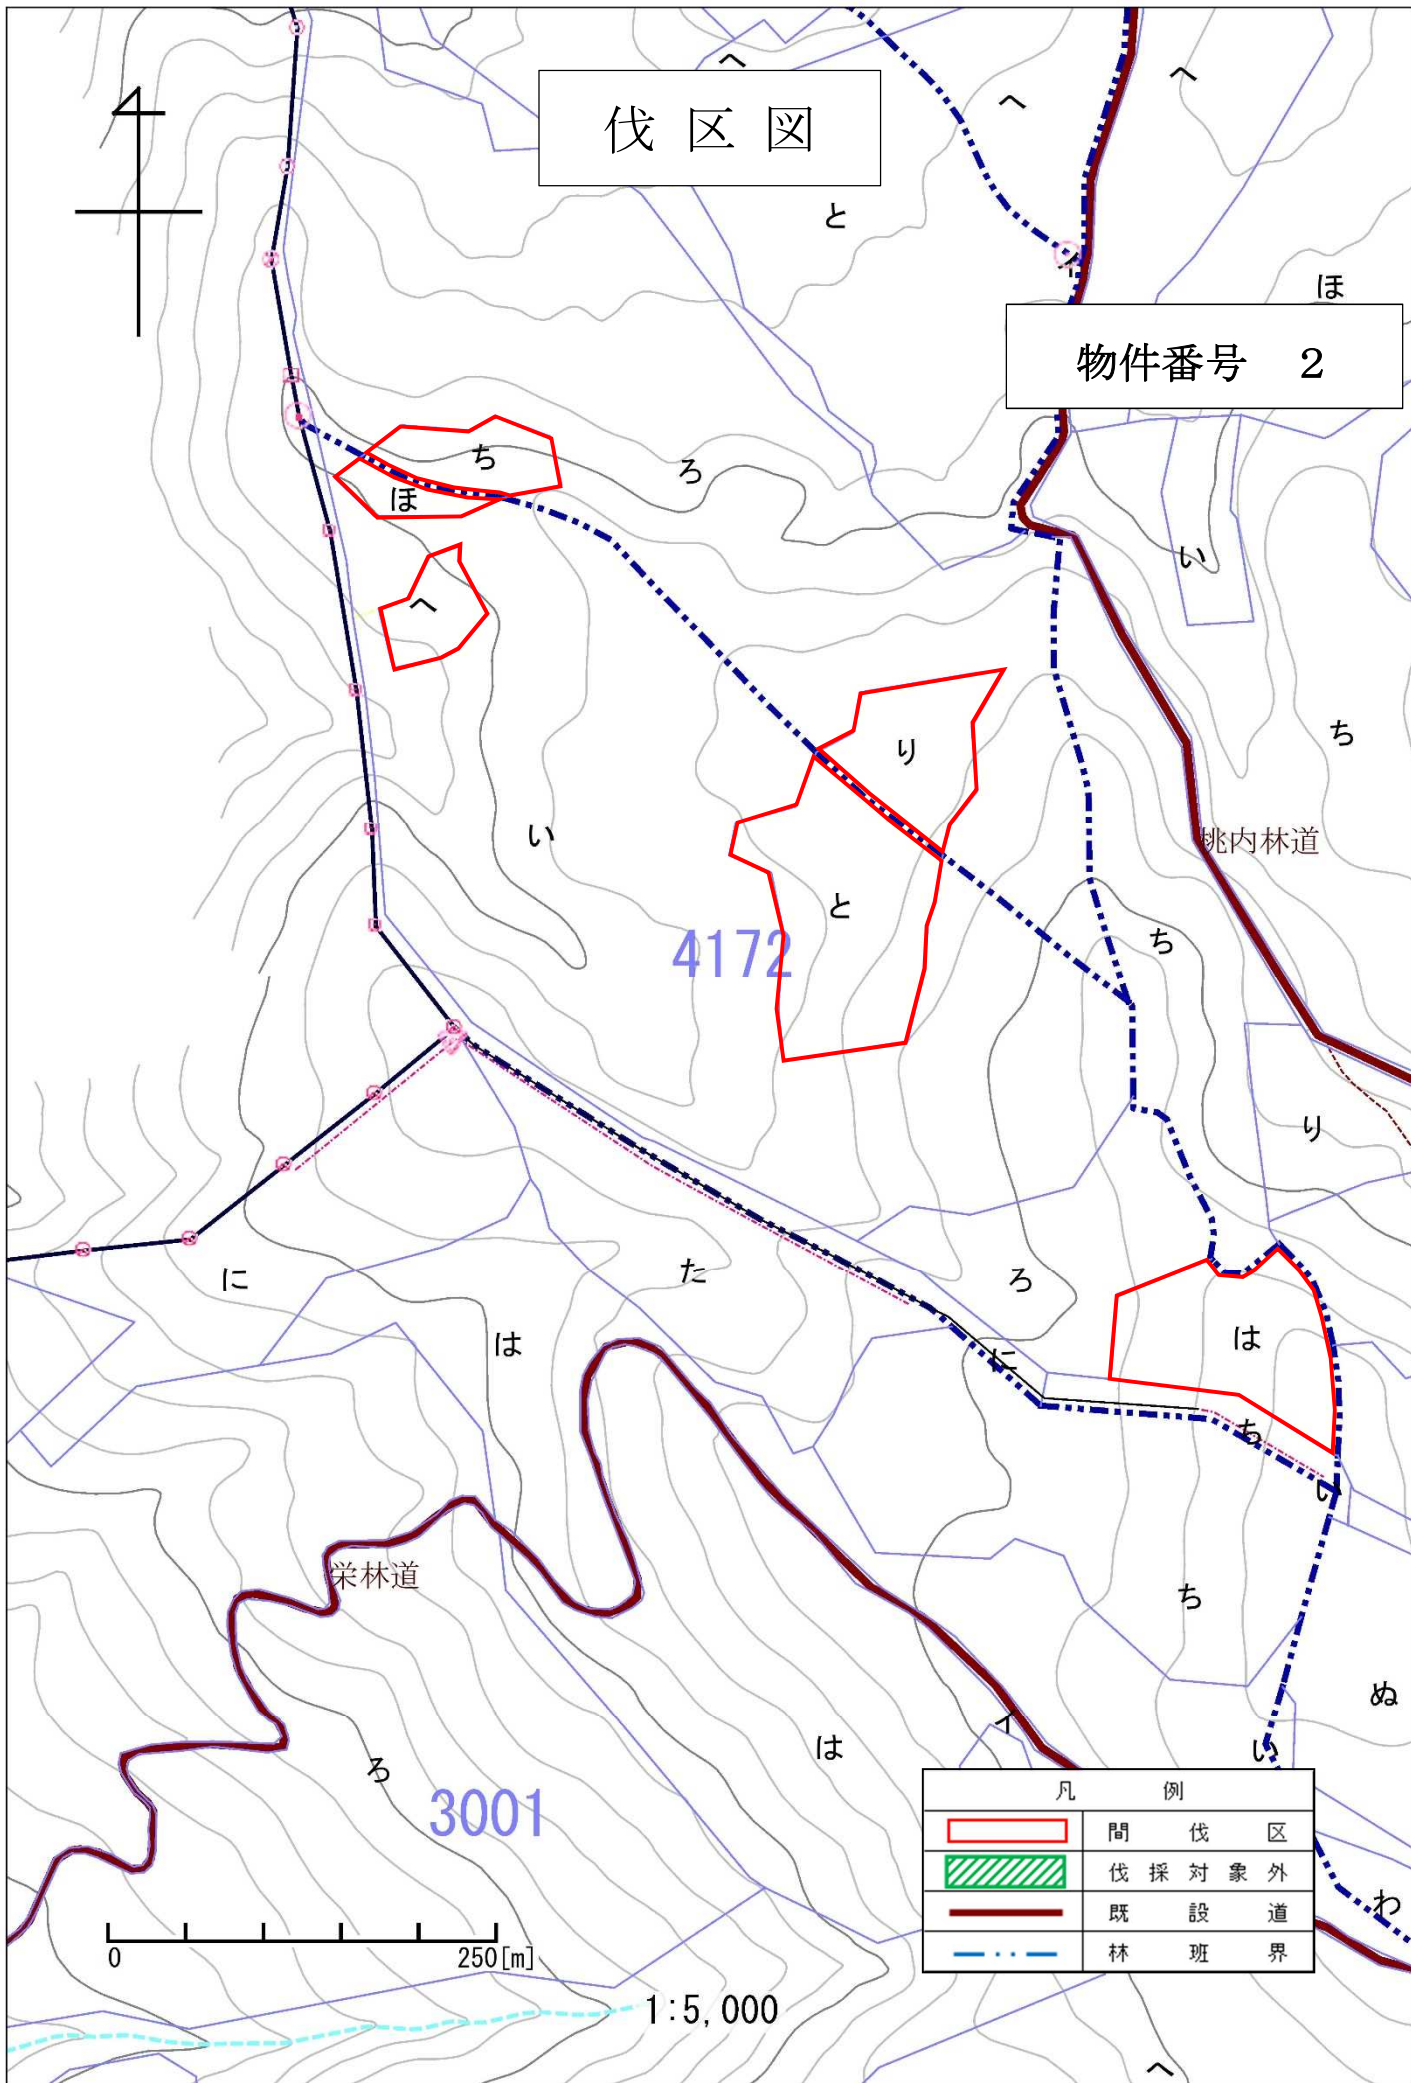 へ
へ
へ
伐区図
と
イ
ほ
物件番号　２
ち
ろ
ほ
い
へ
ち
り
桃内林道
い
と
ち
4172
り
に
た
ろ
は
は
に
ち
い
栄林道
ち
ぬ
イ
は
い
ろ
3001
凡例
間伐区
伐採対象外
既設道
林班界
わ
0 250[m]
1:5,000
へ